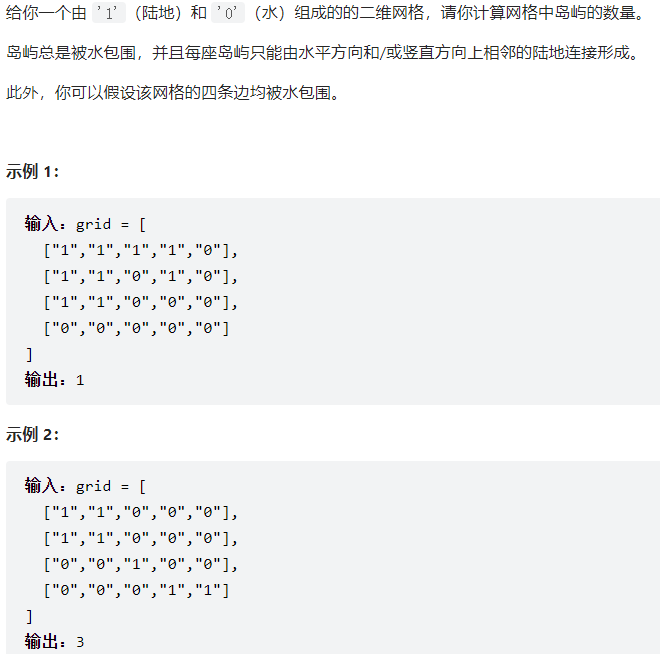 给你一个由 '1' （陆地）和 '0' （水）组成的的二维网格，请你计算网格中岛屿的数量。
岛屿总是被水包围，并且每座岛屿只能由水平方向和/或竖直方向上相邻的陆地连接形成。
此外，你可以假设该网格的四条边均被水包围。
示例 1：
输入：grid = [
["1","1","1","1","0"],
["1","1","0","1","0"],
["1","1","0","0","0"],
["0","0","0","0","0"]
]
输出：1
示例 2：
输入：grid = [
["1","1","0","0","0"],
["1","1","0","0","0"],
["0","0","1","0","0"],
["0","0","0","1","1"]
]
输出：3